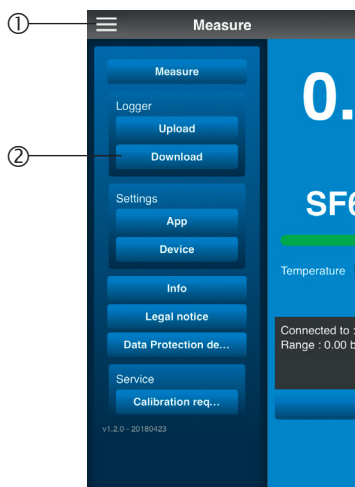 ①
Measure
0.
Measure
Logger
Upload
②
Download
Settings
SF6
App
Device
Temperature
Info
Legal notice
Connected to :
Data Protection de...
Range : 0.00 b
Service
Calibration req...
v1.2.0 - 20180423